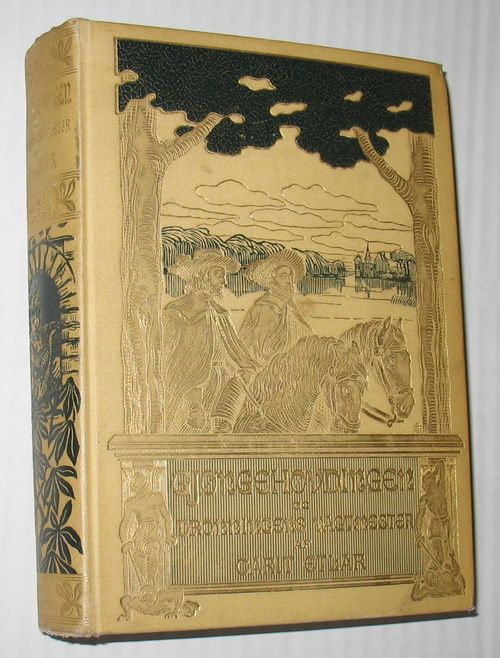 GJØNGEHØVDINGEN
OG
DRONNINGENS VAGTMESTER
AF
CARIT ETLAR